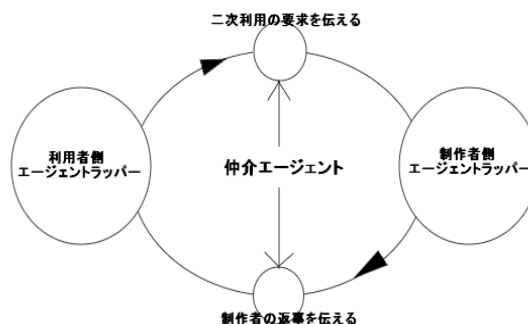 二次利用の要求を伝える
利用者側
エージェントラッパー
仲介エージェント
制作者側
エージェントラッパー
制作者の返事を伝える